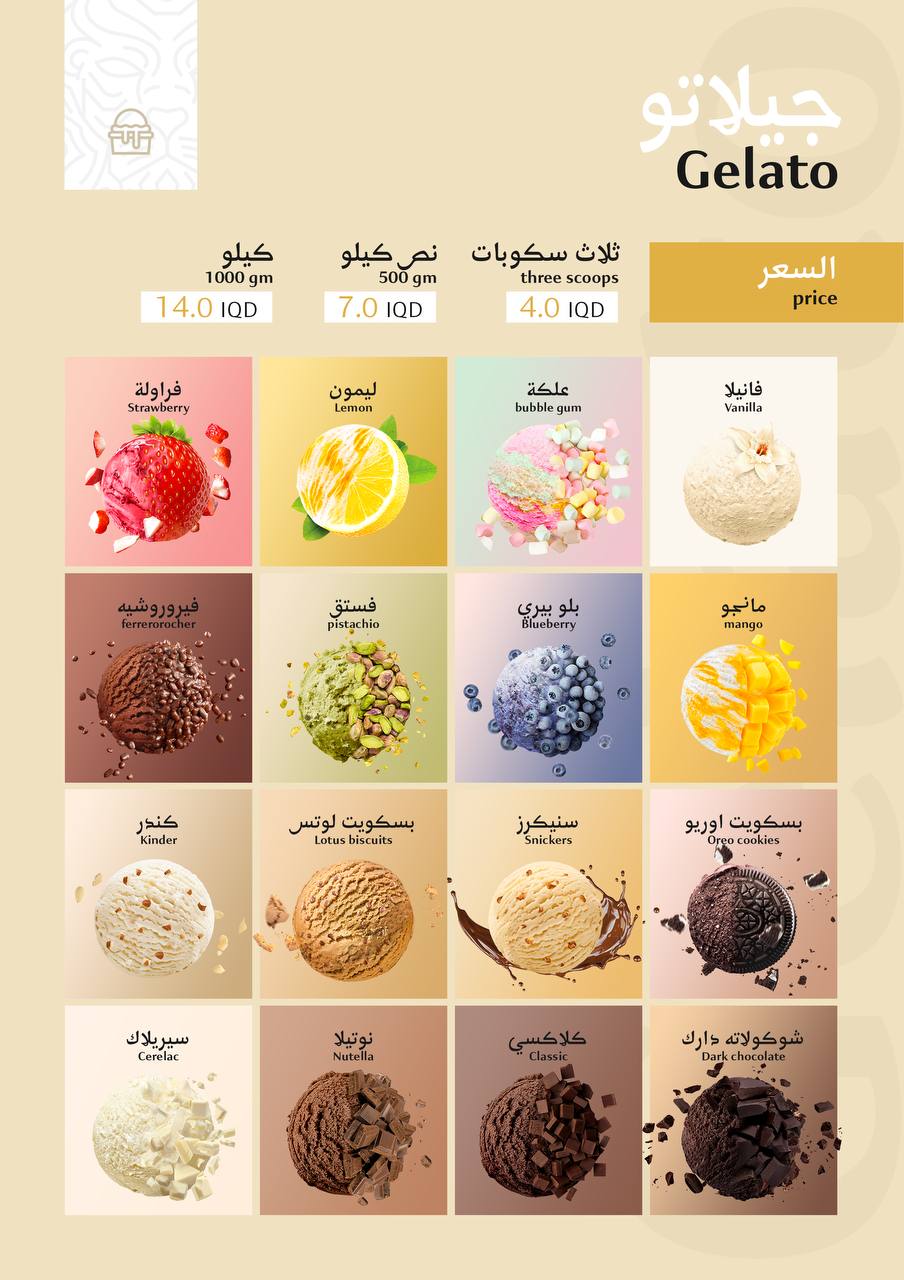 جيلاتو
Gelato
السعر
price
ثلاث سكوبات
three scoops
4.0 IQD
نص كيلو
500 gm
7.0 IQD
كيلو
1000 gm
14.0 IQD
فانيلا
Vanilla
علكة
bubble gum
ليمون
Lemon
فراولة
Strawberry
مانجو
mango
بلو بيري
Blueberry
فستق
pistachio
فيروروشيه
ferrerorocher
بسكويت اوريو
Oreo cookies
سنيكرز
Snickers
بسكويت لوتس
Lotus biscuits
كندر
Kinder
شوكولاته دارك
Dark chocolate
كلاكسي
Classic
نوتيلا
Nutella
سيريلاك
Cerelac